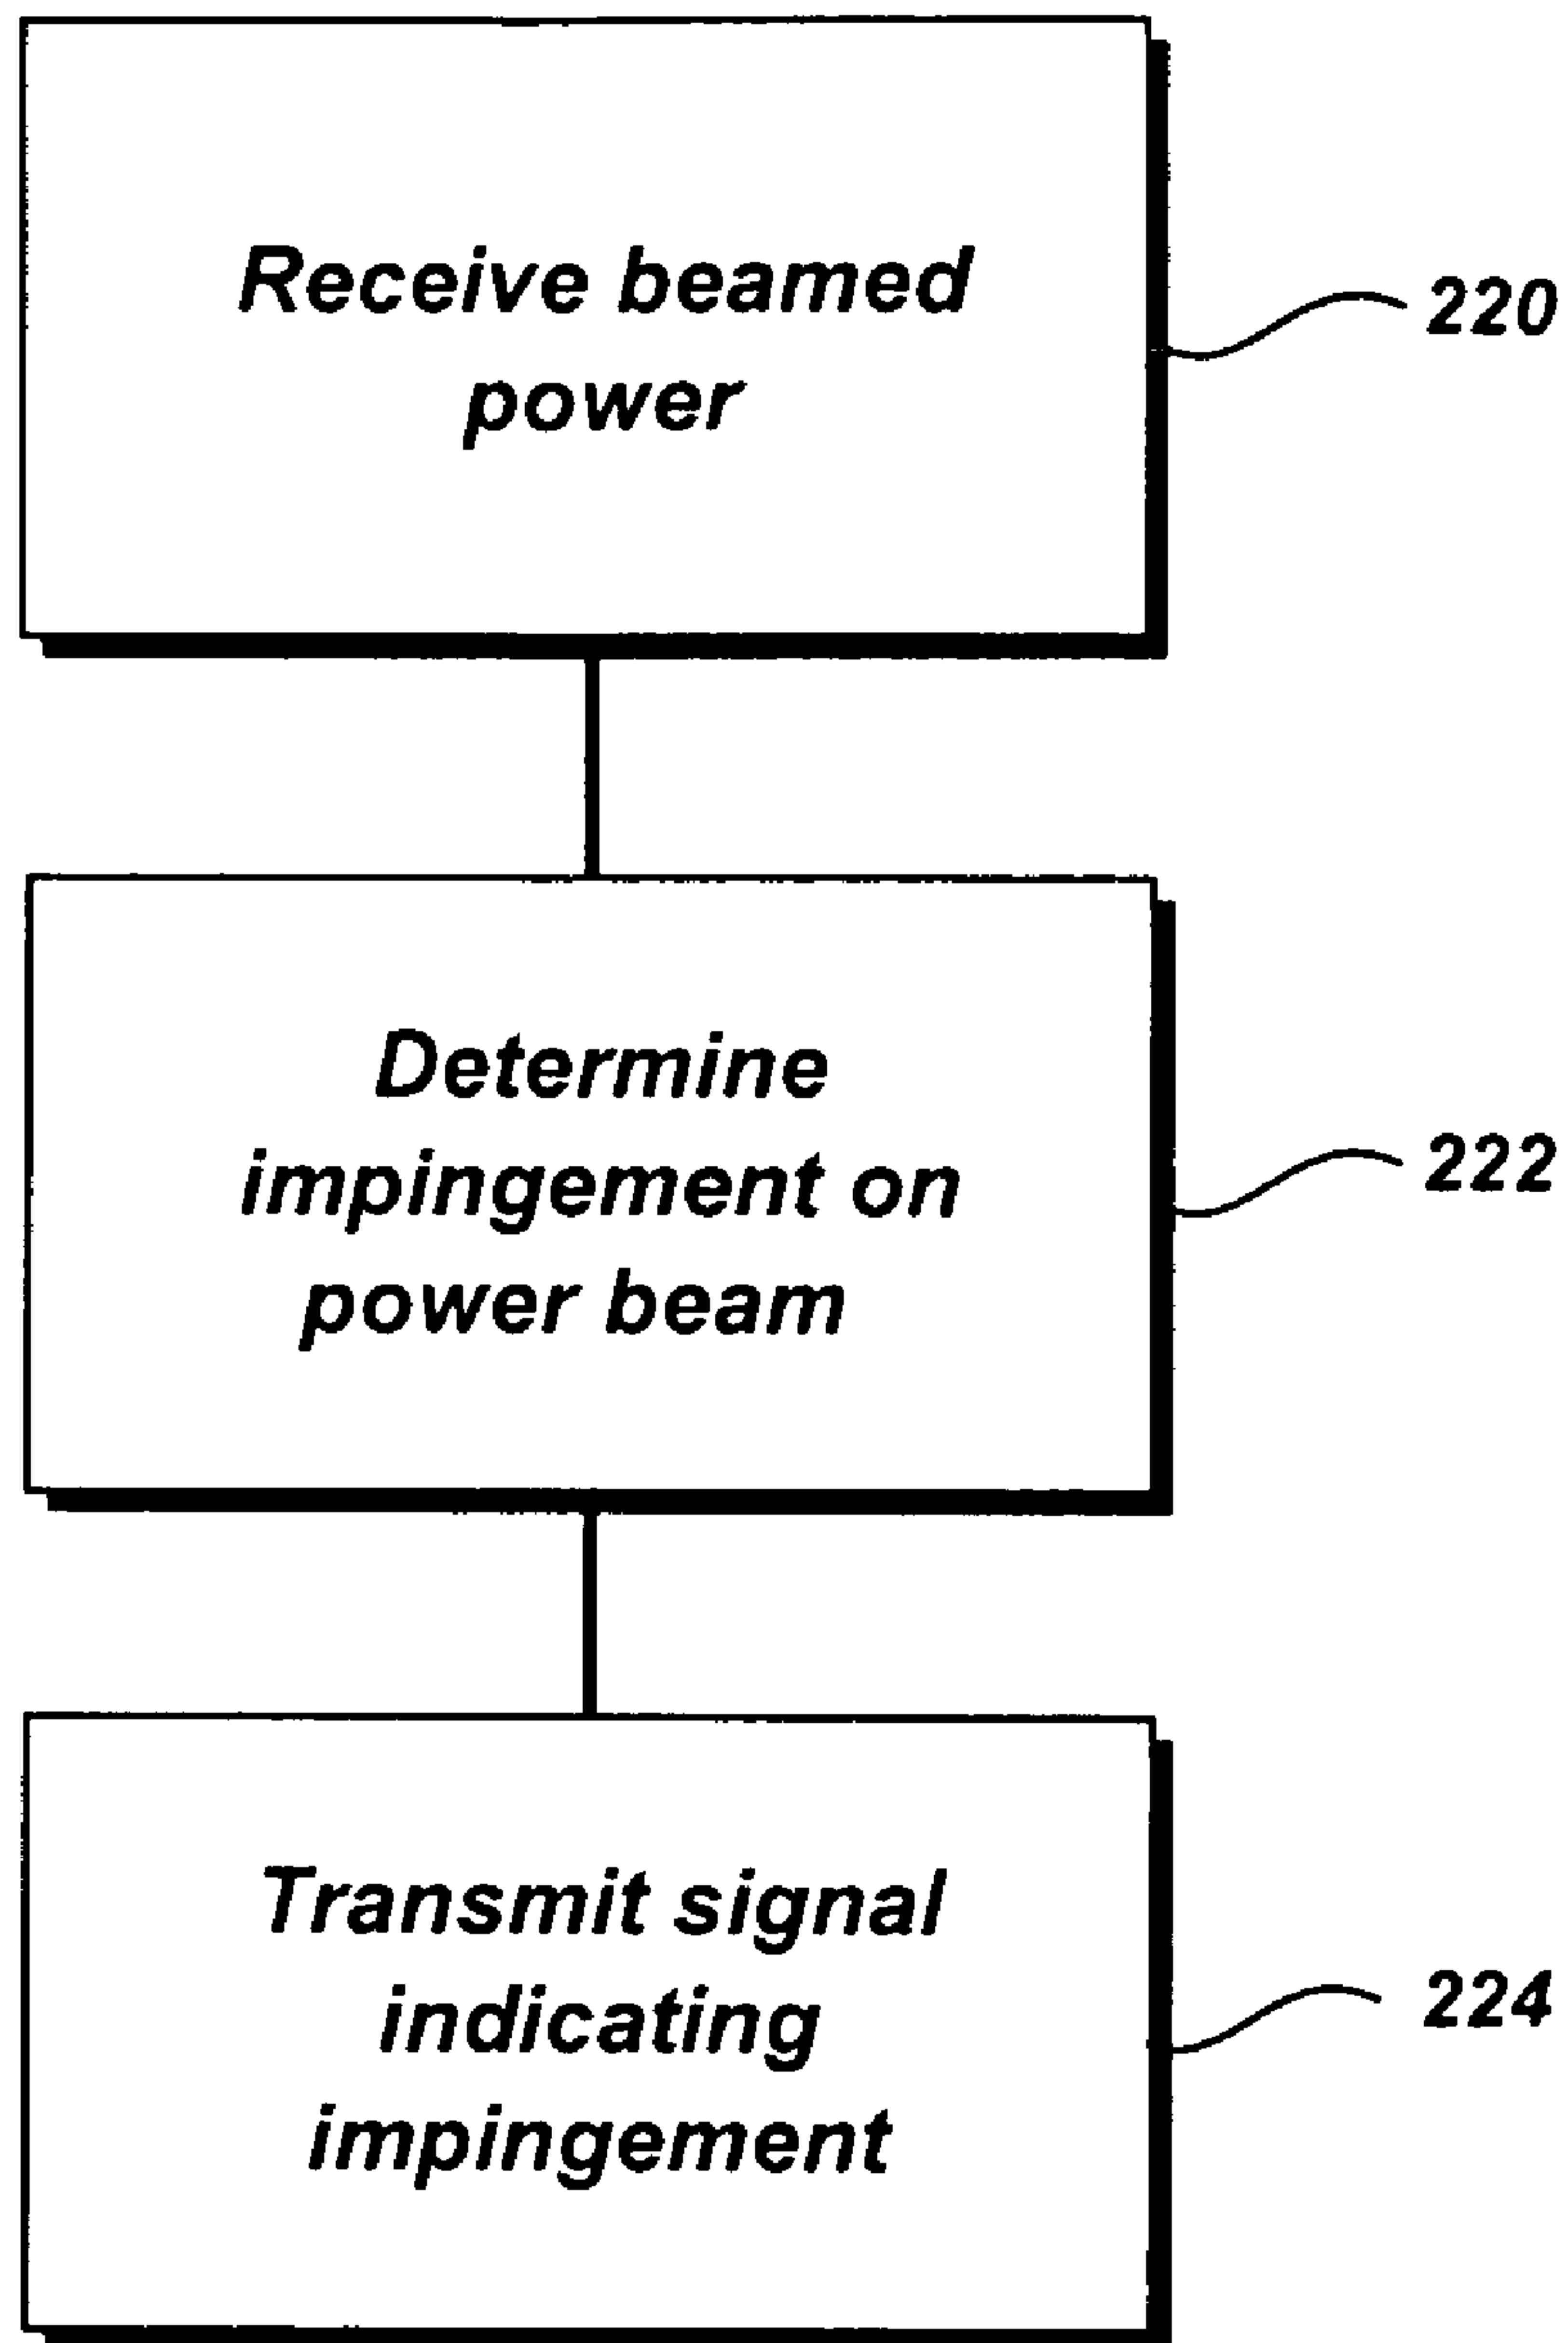 Receive beamed
power
220
Determine
impingement on
power beam
222
Transmit signal
indicating
impingement
224